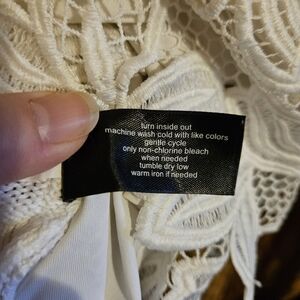 turn inside out
machine wash cold with like colors
gentle cycle
only non-chlorine bleach
when needed
tumble dry low
warm iron if needed